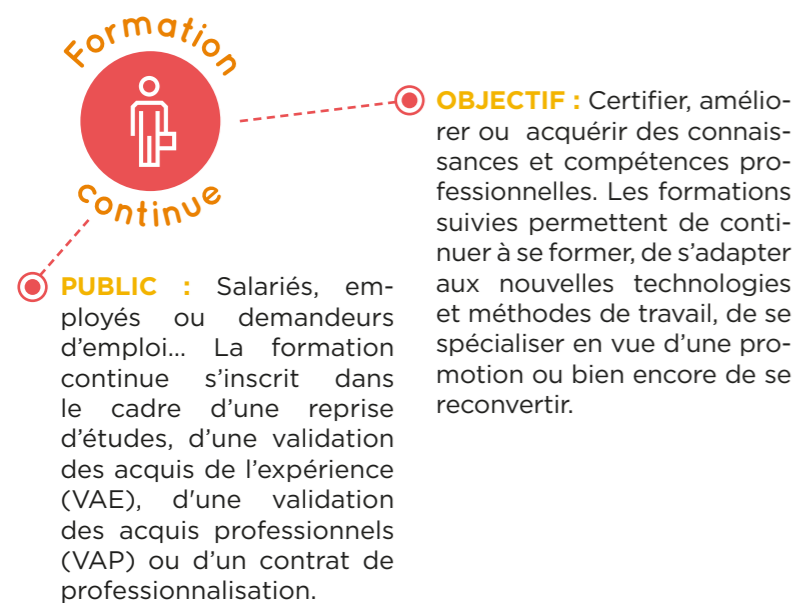 Formation
continue
OBJECTIF : Certifier, amélio-
rer ou acquérir des connais-
sances et compétences pro-
fessionnelles. Les formations
suivies permettent de conti-
nuer à se former, de s’adapter
aux nouvelles technologies
et méthodes de travail, de se
spécialiser en vue d’une pro-
motion ou bien encore de se
reconvertir.
PUBLIC : Salariés, em-
ployés ou demandeurs
d’emploi... La formation
continue s’inscrit dans
le cadre d’une reprise
d’études, d’une validation
des acquis de l’expérience
(VAE), d'une validation
des acquis professionnels
(VAP) ou d’un contrat de
professionnalisation.